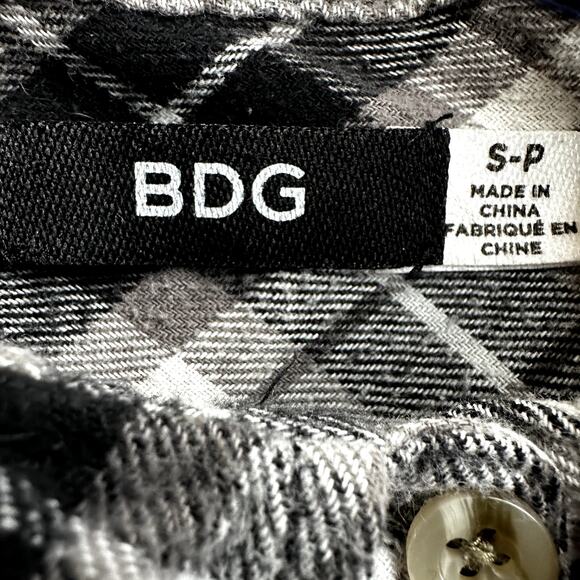 BDG
S-P
MADE IN
CHINA
FABRIQUÉ EN
CHINE